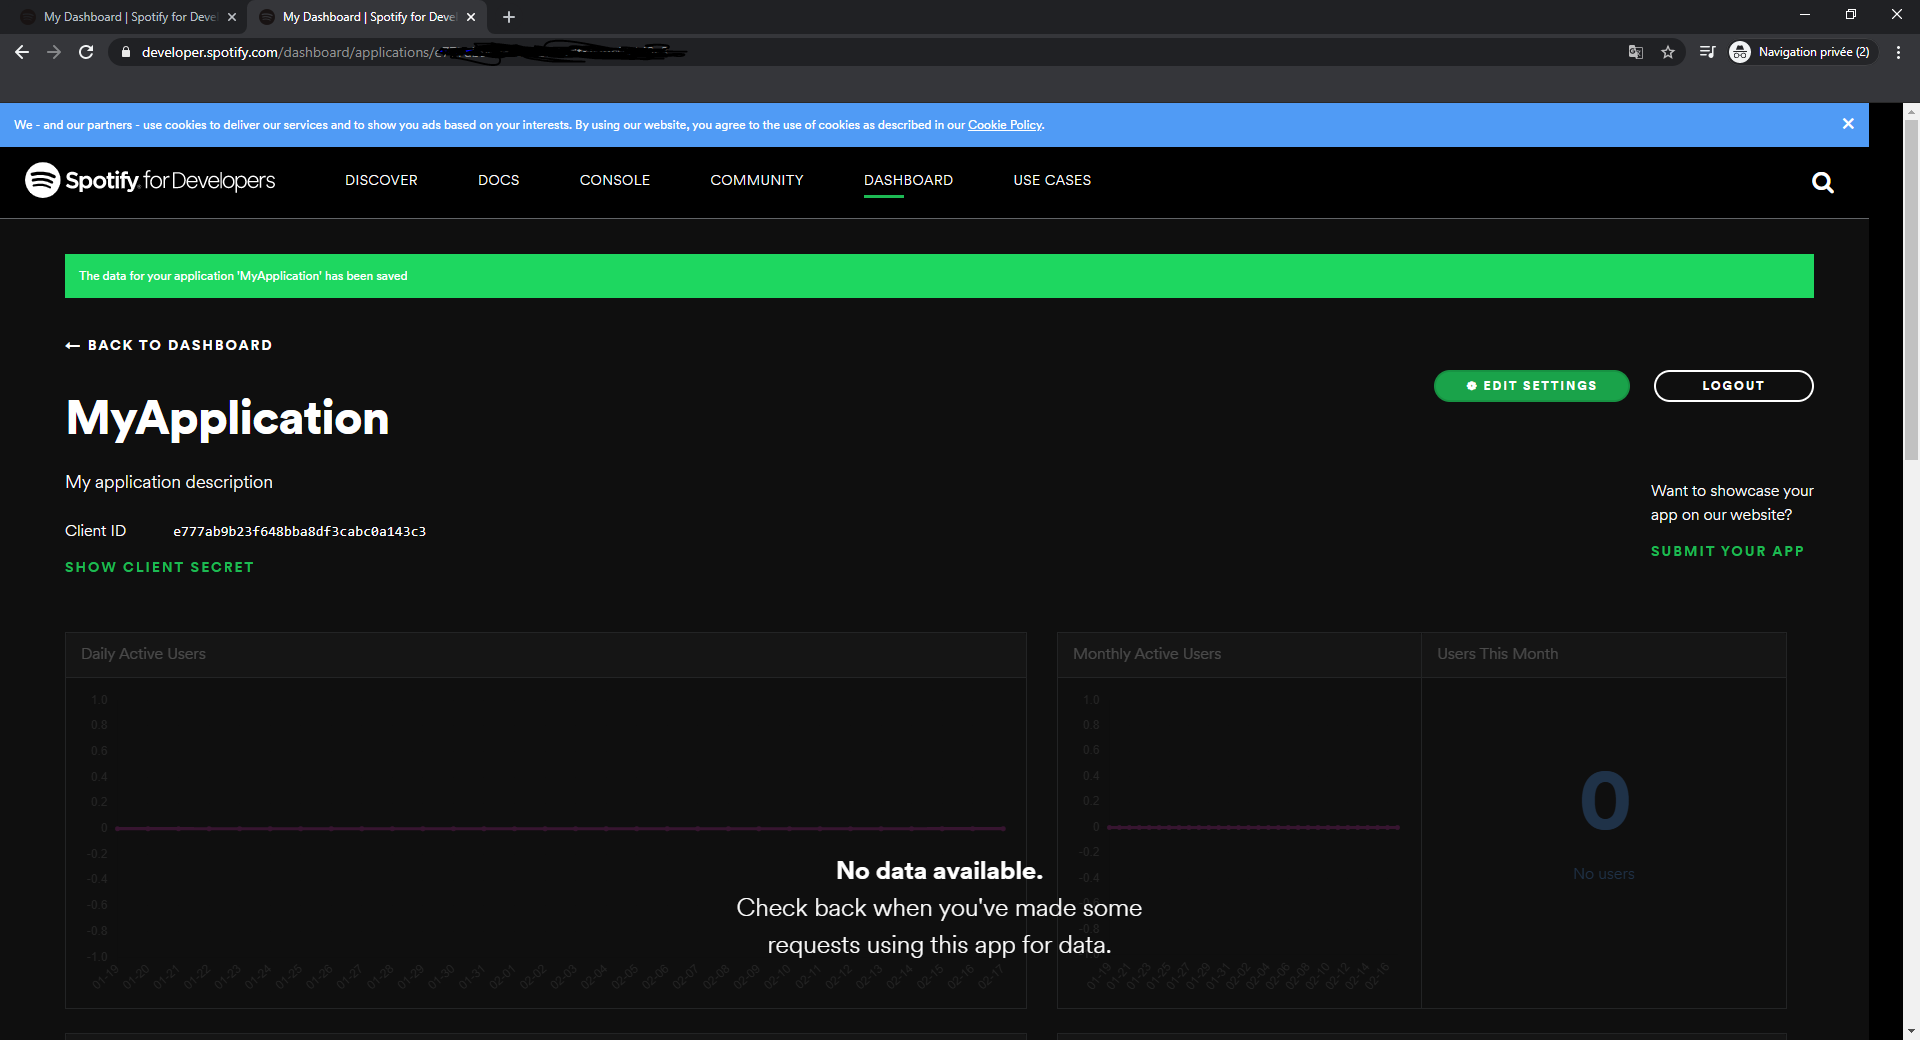 My Dashboard | Spotify for Deve
My Dashboard | Spotify for Deve
developer.spotify.com/dashboard/applications/
Navigation privée (2)
We - and our partners - use cookies to deliver our services and to show you ads based on your interests. By using our website, you agree to the use of cookies as described in our Cookie Policy.
Spotify for Developers
DISCOVER
DOCS
CONSOLE
COMMUNITY
DASHBOARD
USE CASES
The data for your application 'MyApplication' has been saved
← BACK TO DASHBOARD
EDIT SETTINGS
LOGOUT
MyApplication
My application description
Want to showcase your
app on our website?
Client ID e777ab9b23f648bba8df3cabc0a143c3
SUBMIT YOUR APP
SHOW CLIENT SECRET
Daily Active Users
1.0
0.8
0.6
0.4
0.2
0
-0.2
-0.4
-0.6
-0.8
-1.0
01-19 01-20 01-21 01-22 01-23 01-24 01-25 01-26 01-27 01-28 01-29 01-30 01-31 02-01 02-02 02-03 02-04 02-05 02-06 02-07 02-08 02-09 02-10 02-11 02-12 02-13 02-14 02-15 02-16 02-17
Monthly Active Users
1.0
0.8
0.6
0.4
0.2
0
-0.2
-0.4
-0.8
01-19 01-21 01-23 01-25 01-27 01-29 01-31 02-02 02-04 02-06 02-08 02-10 02-12 02-14 02-16
Users This Month
0
No users
No data available.
Check back when you've made some
requests using this app for data.